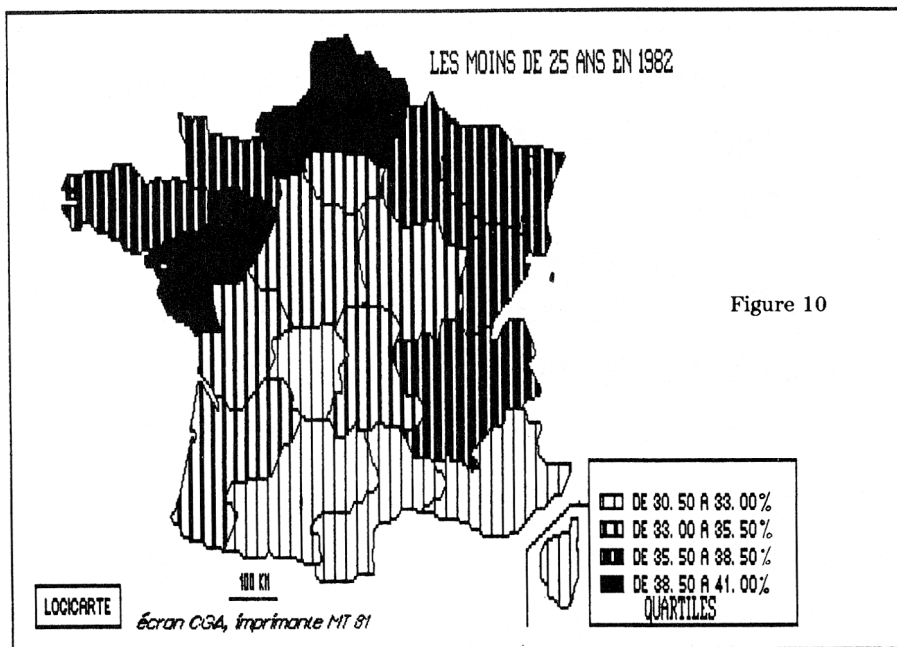 LES MOINS DE 25 ANS EN 1982
Figure 10
DE 30.50 A 33.00%
DE 33.00 A 35.50%
DE 35.50 A 38.50%
DE 38.50 A 41.00%
QUARTILES
100 KM
LOGICARTE
écran CGA, imprimante MT 81